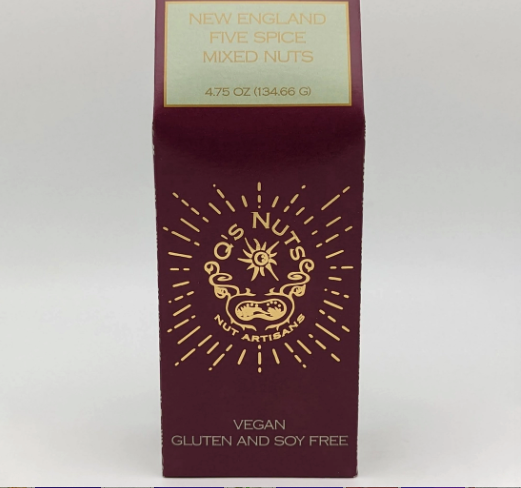 NEW ENGLAND
FIVE SPICE
MIXED NUTS
4.75 OZ (134.66 G)
Q'S NUTS
NUT ARTISANS
VEGAN
GLUTEN AND SOY FREE